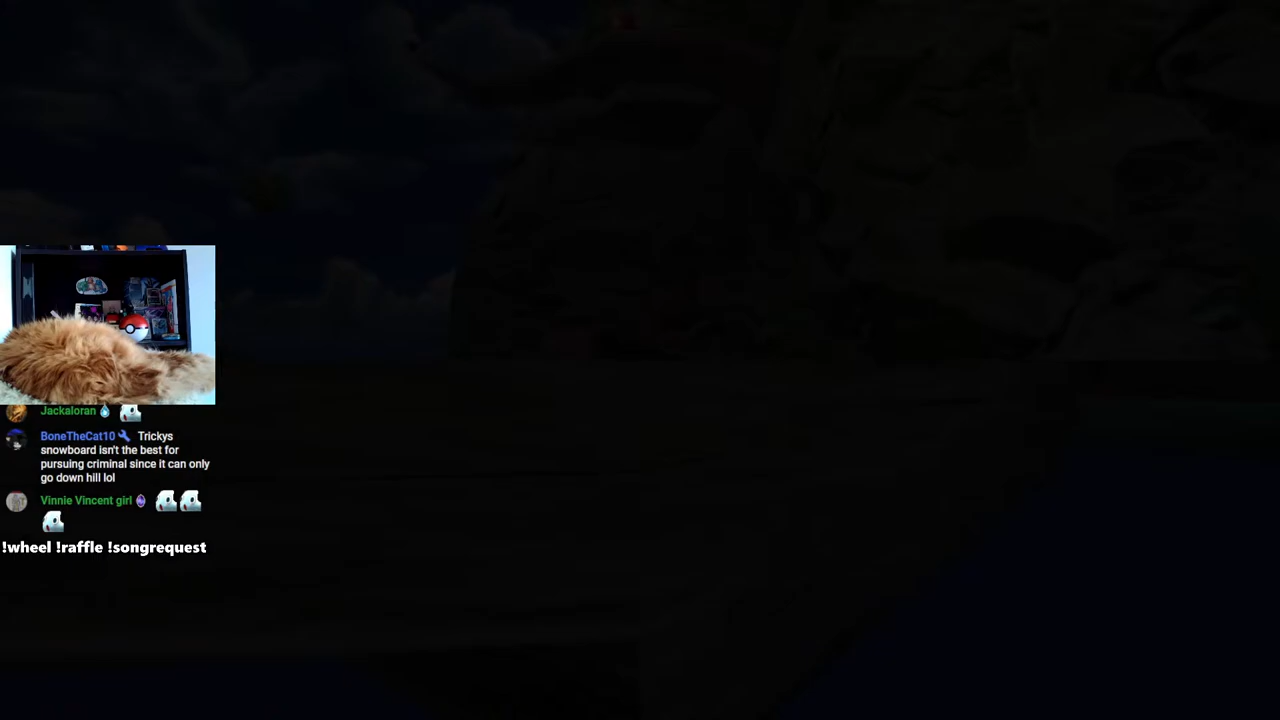 Jackaloran
BoneTheCat10 Trickys
snowboard isn't the best for
pursuing criminal since it can only
go down hill lol
Vinnie Vincent girl
!wheel !raffle !songrequest